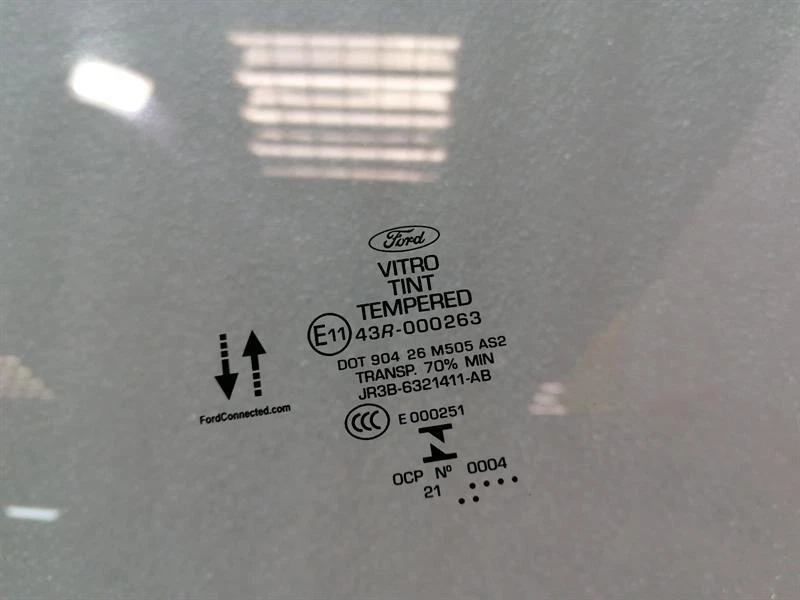 Ford
VITRO
TINT
TEMPERED
E11 43R-000263
DOT 904 26 M505 AS2
TRANSP. 70% MIN
JR3B-6321411-AB
CCC E 000251
OCP Nº 0004
21
FordConnected.com